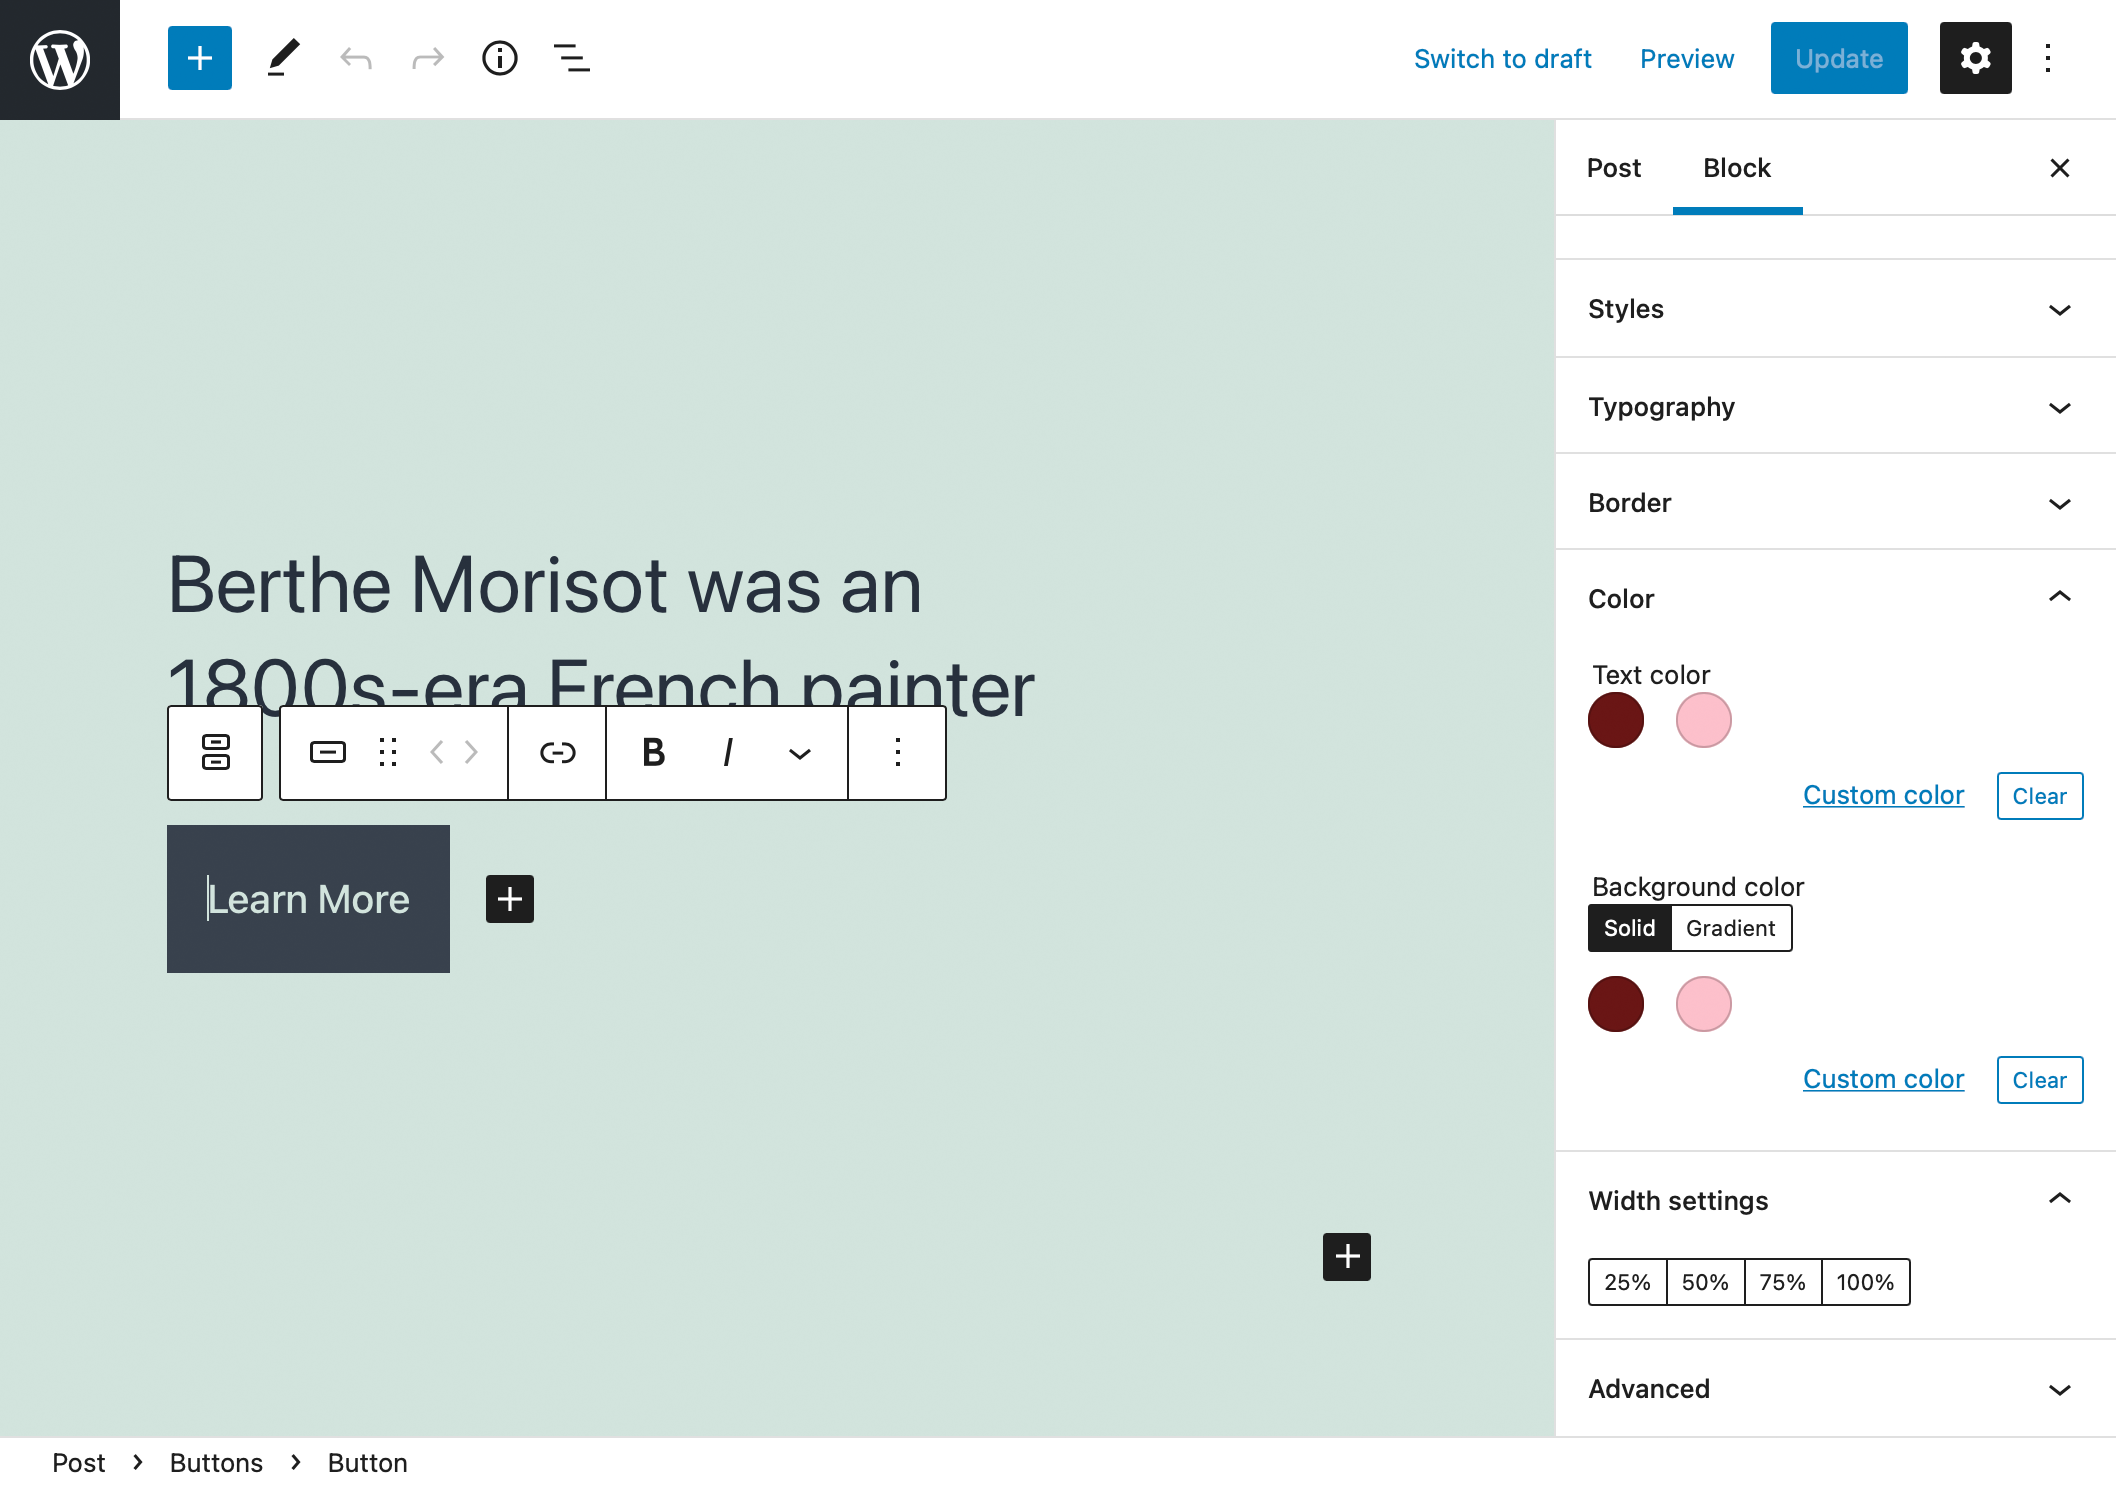 Switch to draft Preview Update
Post Block
Styles
Typography
Border
Color
Text color
Custom color Clear
Background color
Solid Gradient
Custom color Clear
Width settings
25% 50% 75% 100%
Advanced
Berthe Morisot was an
1800s-era French painter
B I
Learn More
Post > Buttons > Button